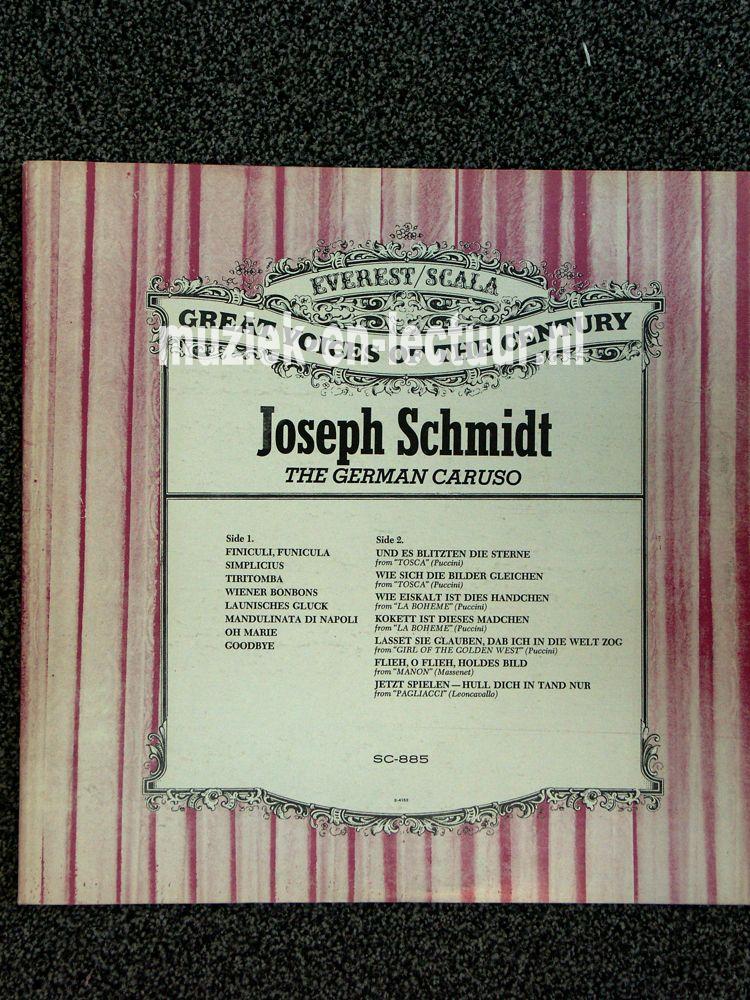 EVEREST/SCALA
GREAT VOICES OF THE CENTURY
muziek-en-lectuur.nl
Joseph Schmidt
THE GERMAN CARUSO
Side 1.
FINICULI, FUNICULA
SIMPLICIUS
TIRITOMBA
WIENER BONBONS
LAUNISCHES GLUCK
MANDULINATA DI NAPOLI
OH MARIE
GOODBYE
Side 2.
UND ES BLITZTEN DIE STERNE
from "TOSCA" (Puccini)
WIE SICH DIE BILDER GLEICHEN
from "TOSCA" (Puccini)
WIE EISKALT IST DIES HANDCHEN
from "LA BOHEME" (Puccini)
KOKETT IST DIESES MADCHEN
from "LA BOHEME" (Puccini)
LASSET SIE GLAUBEN, DAB ICH IN DIE WELT ZOG
from "GIRL OF THE GOLDEN WEST" (Puccini)
FLIEH, O FLIEH, HOLDES BILD
from "MANON" (Massenet)
JETZT SPIELEN—HULL DICH IN TAND NUR
from "PAGLIACCI" (Leoncavallo)
SC-885